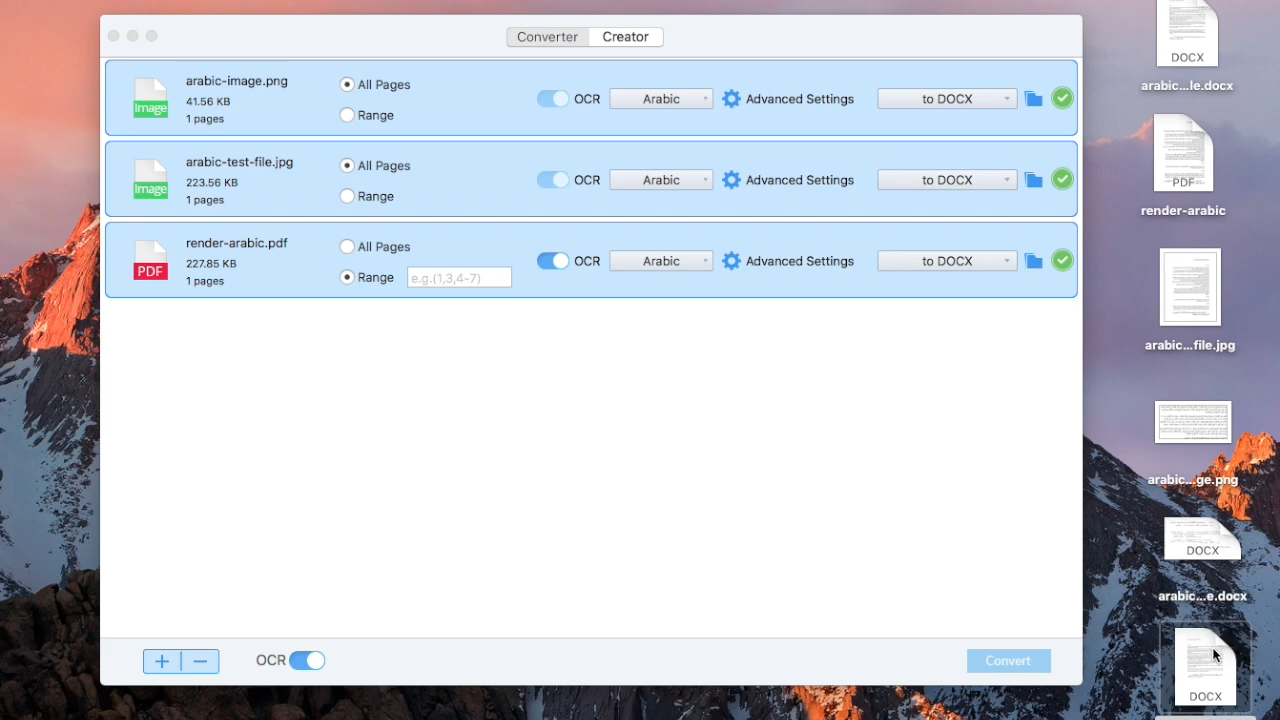 Converter Creator
arabic-image.png
41.56 KB
1 pages
All Pages
Range
OCR Arabic Advanced Settings to DOCX
Image
arabic-test-file.jpg
223.56 KB
1 pages
All Pages
Range
OCR Advanced Settings DOCX
Image
render-arabic.pdf
227.85 KB
1 pages
All Pages
Range e.g.(1,3,4-
OCR Arabic Advanced Settings to DOCX
PDF
OCR
Convert
DOCX
arabic...le.docx
PDF
render-arabic
arabic...file.jpg
arabic...ge.png
DOCX
arabic...e.docx
DOCX